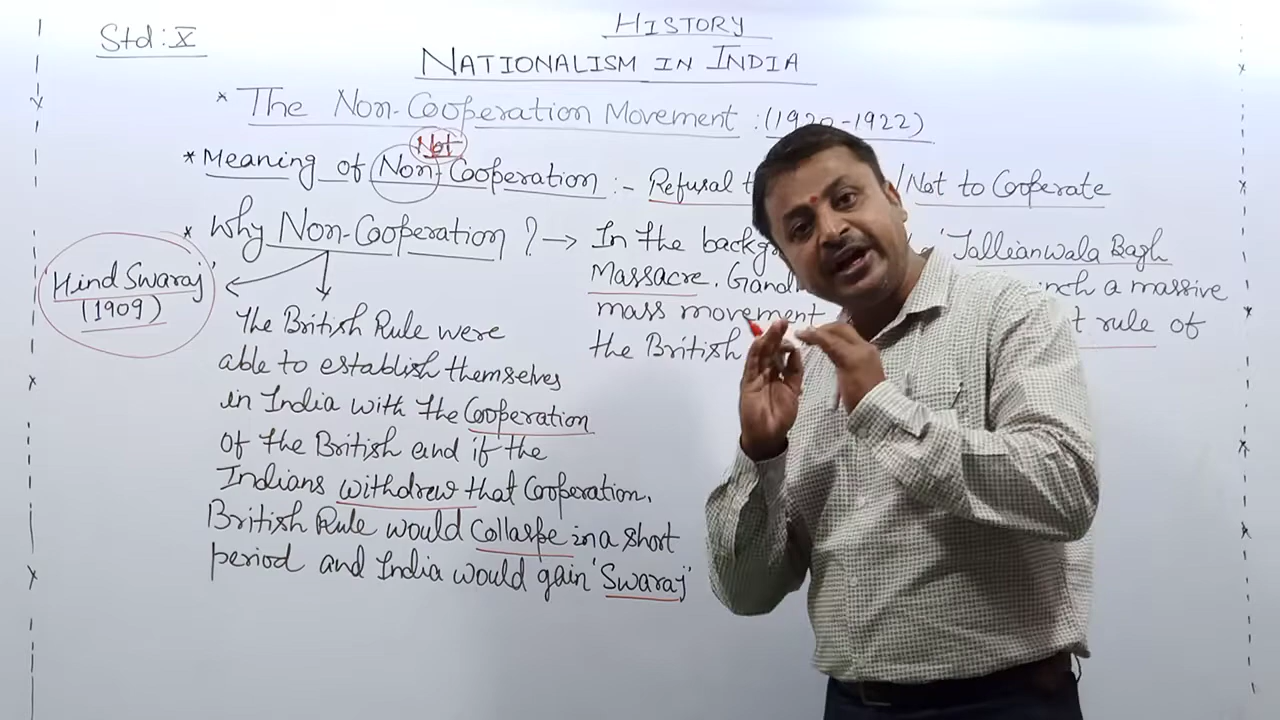 Std: X
HISTORY
NATIONALISM IN INDIA
* The Non-Cooperation Movement : (1920-1922)
Not
* Meaning of Non-Cooperation :- Refusal t /Not to Cooperate
* Why Non-Cooperation ? → In the backg 'Jallianwala Bagh
Massacre. Gandh nch a massive
mass movement t rule of
the British
'Hind Swaraj'
(1909)
The British Rule were
able to establish themselves
in India with the Cooperation
of the British and if the
Indians withdrew that Cooperation.
British Rule would Collaspe in a short
period and India would gain 'Swaraj'